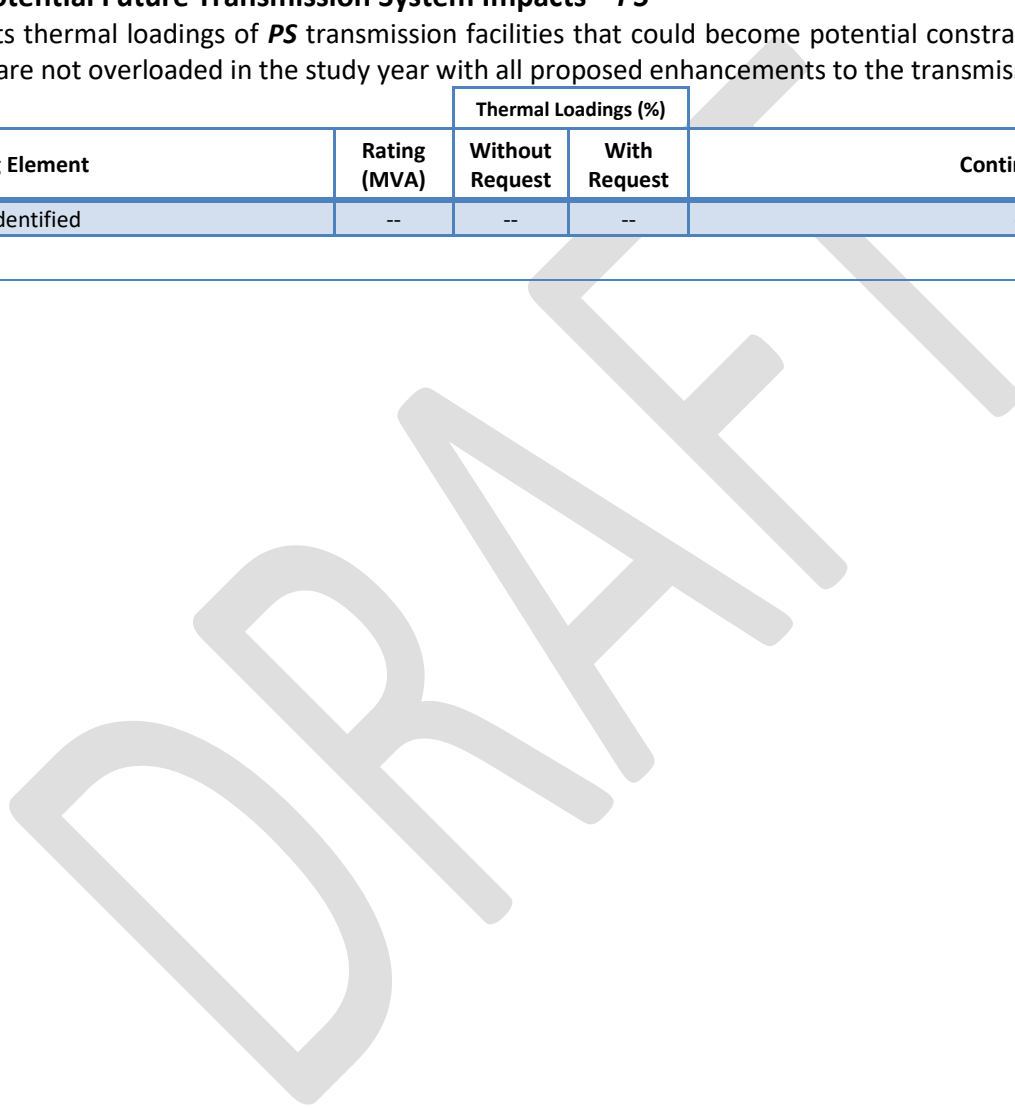 Potential Future Transmission System Impacts – PS
ts thermal loadings of PS transmission facilities that could become potential constra
are not overloaded in the study year with all proposed enhancements to the transmis
Thermal Loadings (%)
Element Rating (MVA) Without Request With Request Conti
dentified -- -- --
DRAFT